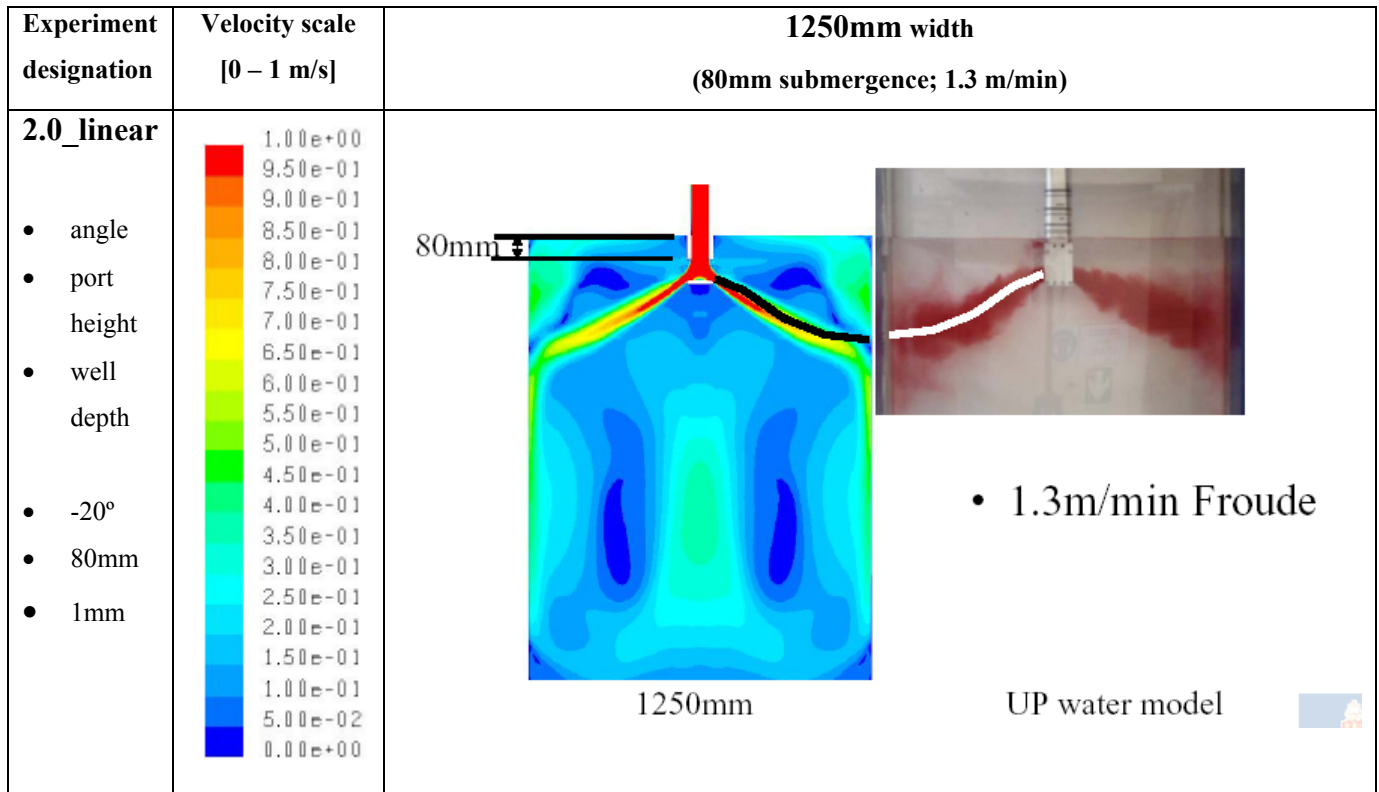 Experiment
designation
Velocity scale
[0 – 1 m/s]
1250mm width
(80mm submergence; 1.3 m/min)
2.0_linear
• angle
• port
height
• well
depth
• -20º
• 80mm
• 1mm
1.00e+00
9.50e-01
9.00e-01
8.50e-01
8.00e-01
7.50e-01
7.00e-01
6.50e-01
6.00e-01
5.50e-01
5.00e-01
4.50e-01
4.00e-01
3.50e-01
3.00e-01
2.50e-01
2.00e-01
1.50e-01
1.00e-01
5.00e-02
0.00e+00
80mm
1250mm
• 1.3m/min Froude
UP water model